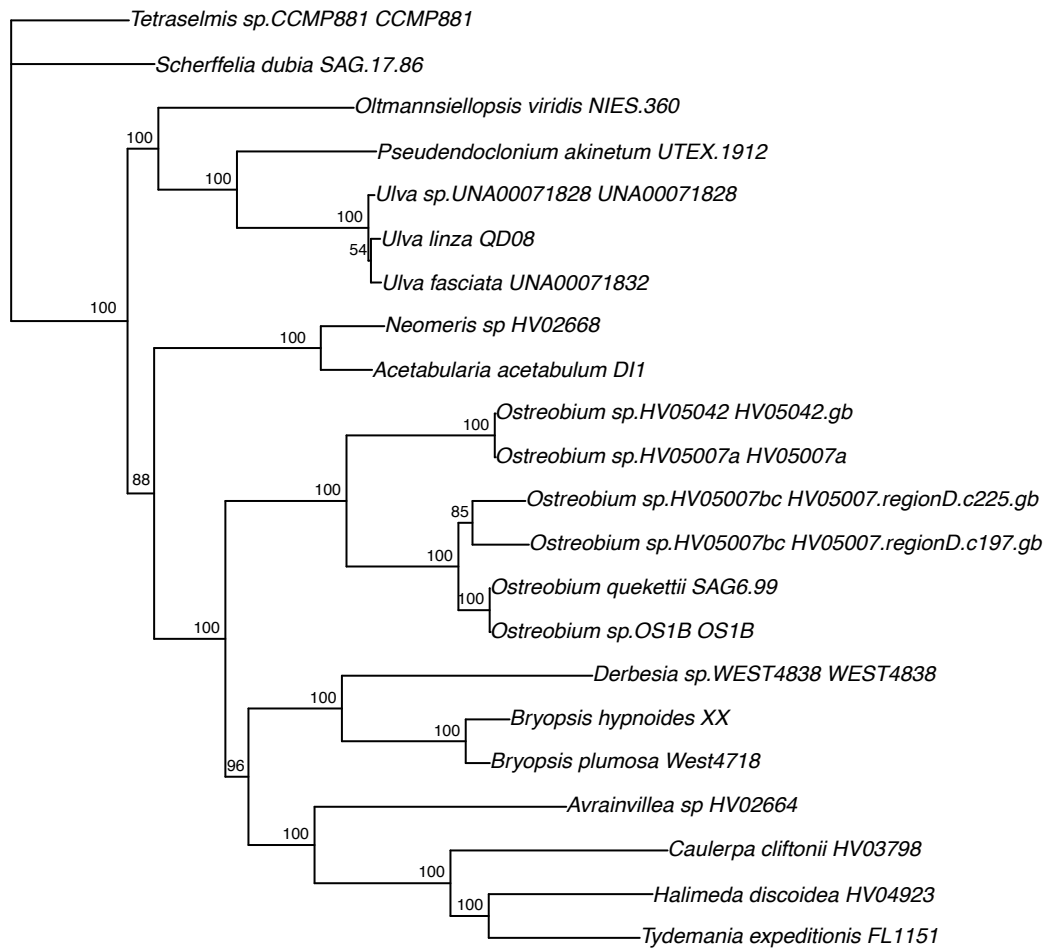 Tetraselmis sp.CCMP881 CCMP881
Scherffelia dubia SAG.17.86
Oltmannsiellopsis viridis NIES.360
100
Pseudendoclonium akinetum UTEX.1912
100
Ulva sp.UNA00071828 UNA00071828
100
Ulva linza QD08
54
Ulva fasciata UNA00071832
100
Neomeris sp HV02668
100
Acetabularia acetabulum DI1
Ostreobium sp.HV05042 HV05042.gb
100
Ostreobium sp.HV05007a HV05007a
88
100
Ostreobium sp.HV05007bc HV05007.regionD.c225.gb
85
Ostreobium sp.HV05007bc HV05007.regionD.c197.gb
100
Ostreobium quekettii SAG6.99
100
Ostreobium sp.OS1B OS1B
100
Derbesia sp.WEST4838 WEST4838
100
Bryopsis hypnoides XX
100
Bryopsis plumosa West4718
96
Avrainvillea sp HV02664
100
Caulerpa cliftonii HV03798
100
Halimeda discoidea HV04923
100
Tydemania expeditionis FL1151